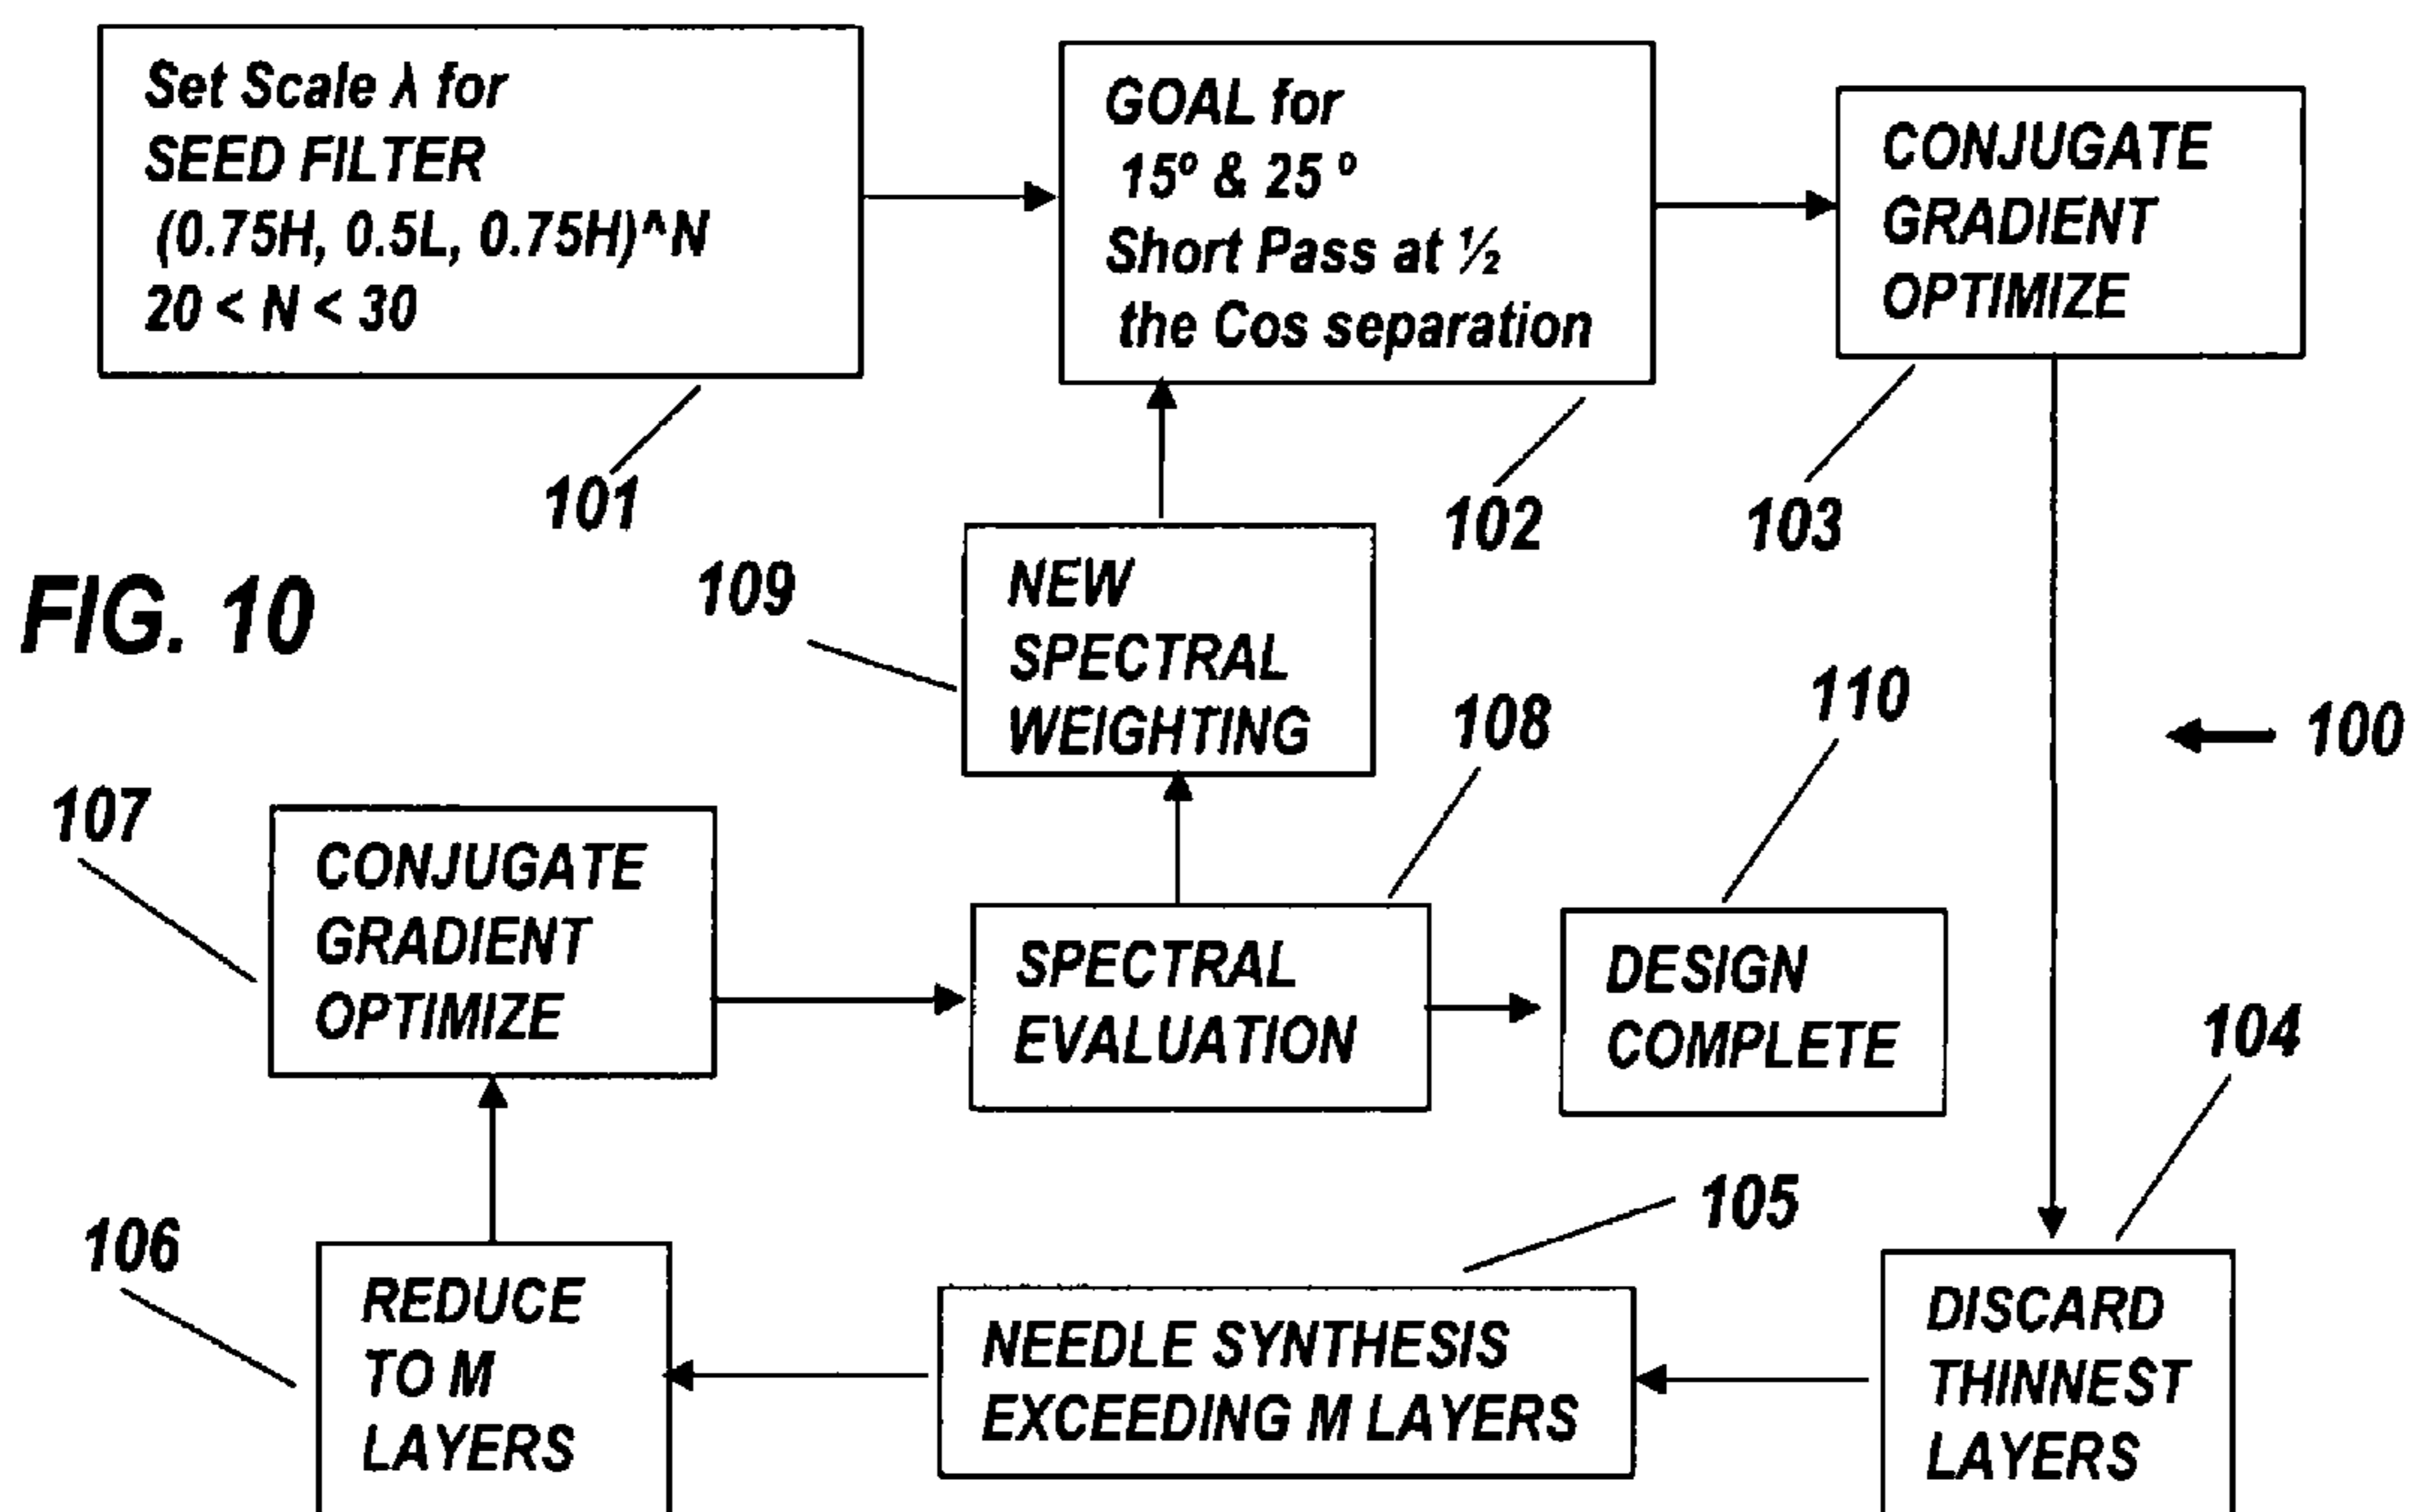 Set Scale λ for
SEED FILTER
(0.75H, 0.5L, 0.75H)^N
20 < N < 30
101
GOAL for
15º & 25 º
Short Pass at ½
the Cos separation
102
CONJUGATE
GRADIENT
OPTIMIZE
103
FIG. 10
109
NEW
SPECTRAL
WEIGHTING
108
110
100
107
CONJUGATE
GRADIENT
OPTIMIZE
SPECTRAL
EVALUATION
DESIGN
COMPLETE
104
106
REDUCE
TO M
LAYERS
105
NEEDLE SYNTHESIS
EXCEEDING M LAYERS
DISCARD
THINNEST
LAYERS